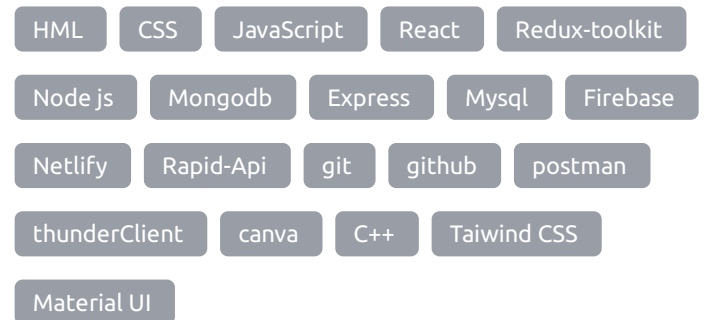 HML CSS JavaScript React Redux-toolkit
Node js Mongodb Express Mysql Firebase
Netlify Rapid-Api git github postman
thunderClient canva C++ Taiwind CSS
Material UI